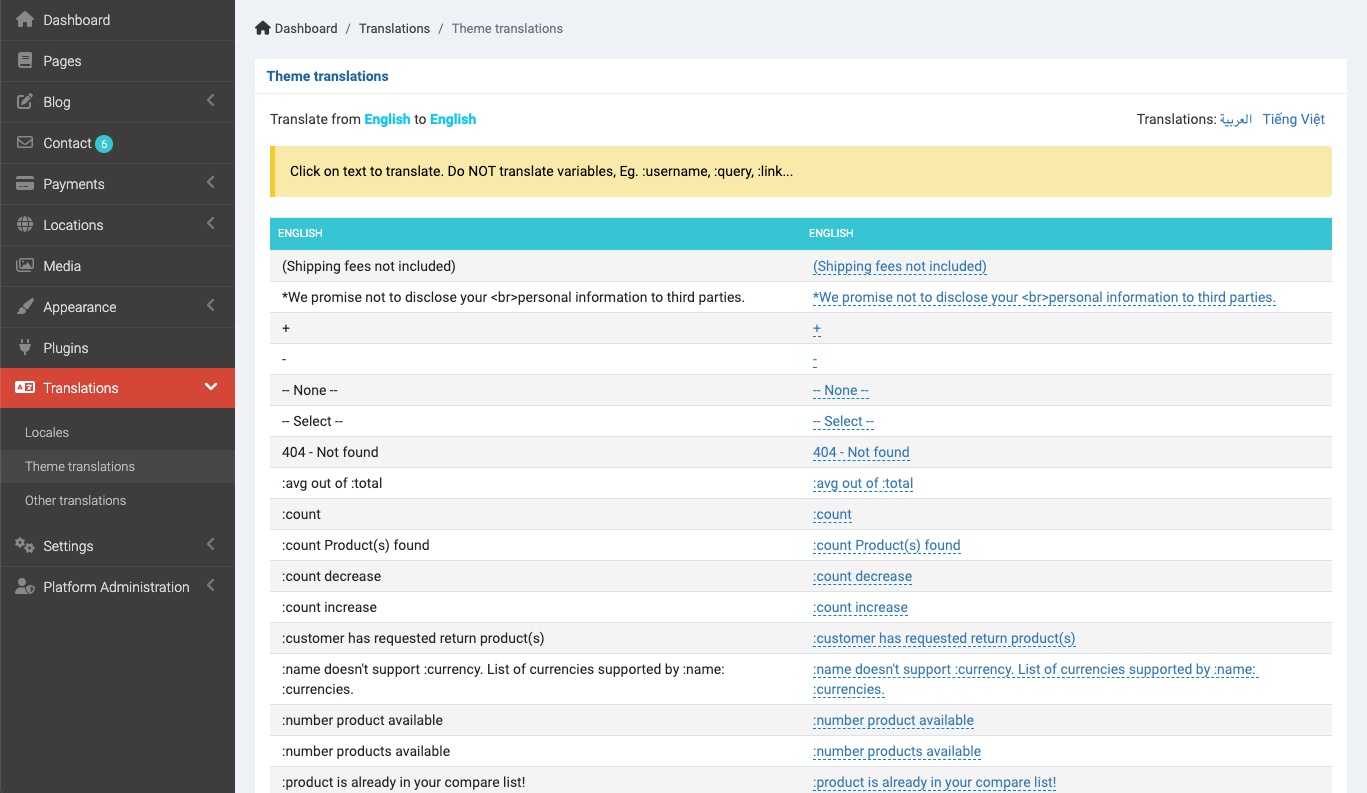 Dashboard
Pages
Blog
Contact 6
Payments
Locations
Media
Appearance
Plugins
Translations
Locales
Theme translations
Other translations
Settings
Platform Administration
Dashboard / Translations / Theme translations
Theme translations
Translate from English to English
Translations: العربية Tiếng Việt
Click on text to translate. Do NOT translate variables, Eg. :username, :query, :link...
ENGLISH ENGLISH
(Shipping fees not included) (Shipping fees not included)
*We promise not to disclose your <br>personal information to third parties. *We promise not to disclose your <br>personal information to third parties.
+ +
- -
-- None -- -- None --
-- Select -- -- Select --
404 - Not found 404 - Not found
:avg out of :total :avg out of :total
:count :count
:count Product(s) found :count Product(s) found
:count decrease :count decrease
:count increase :count increase
:customer has requested return product(s) :customer has requested return product(s)
:name doesn't support :currency. List of currencies supported by :name: :name doesn't support :currency. List of currencies supported by :name:
:currencies. :currencies.
:number product available :number product available
:number products available :number products available
:product is already in your compare list! :product is already in your compare list!